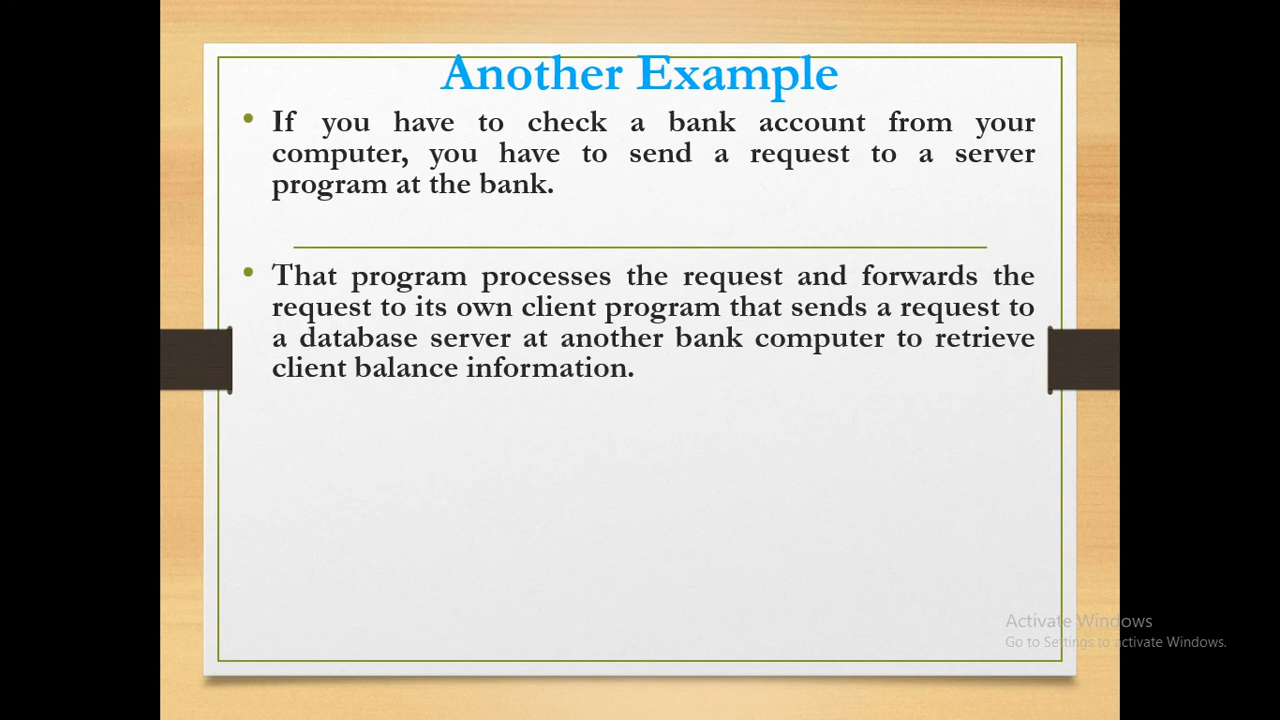 Another Example
• If you have to check a bank account from your
computer, you have to send a request to a server
program at the bank.
• That program processes the request and forwards the
request to its own client program that sends a request to
a database server at another bank computer to retrieve
client balance information.
Activate Windows
Go to Settings to activate Windows.